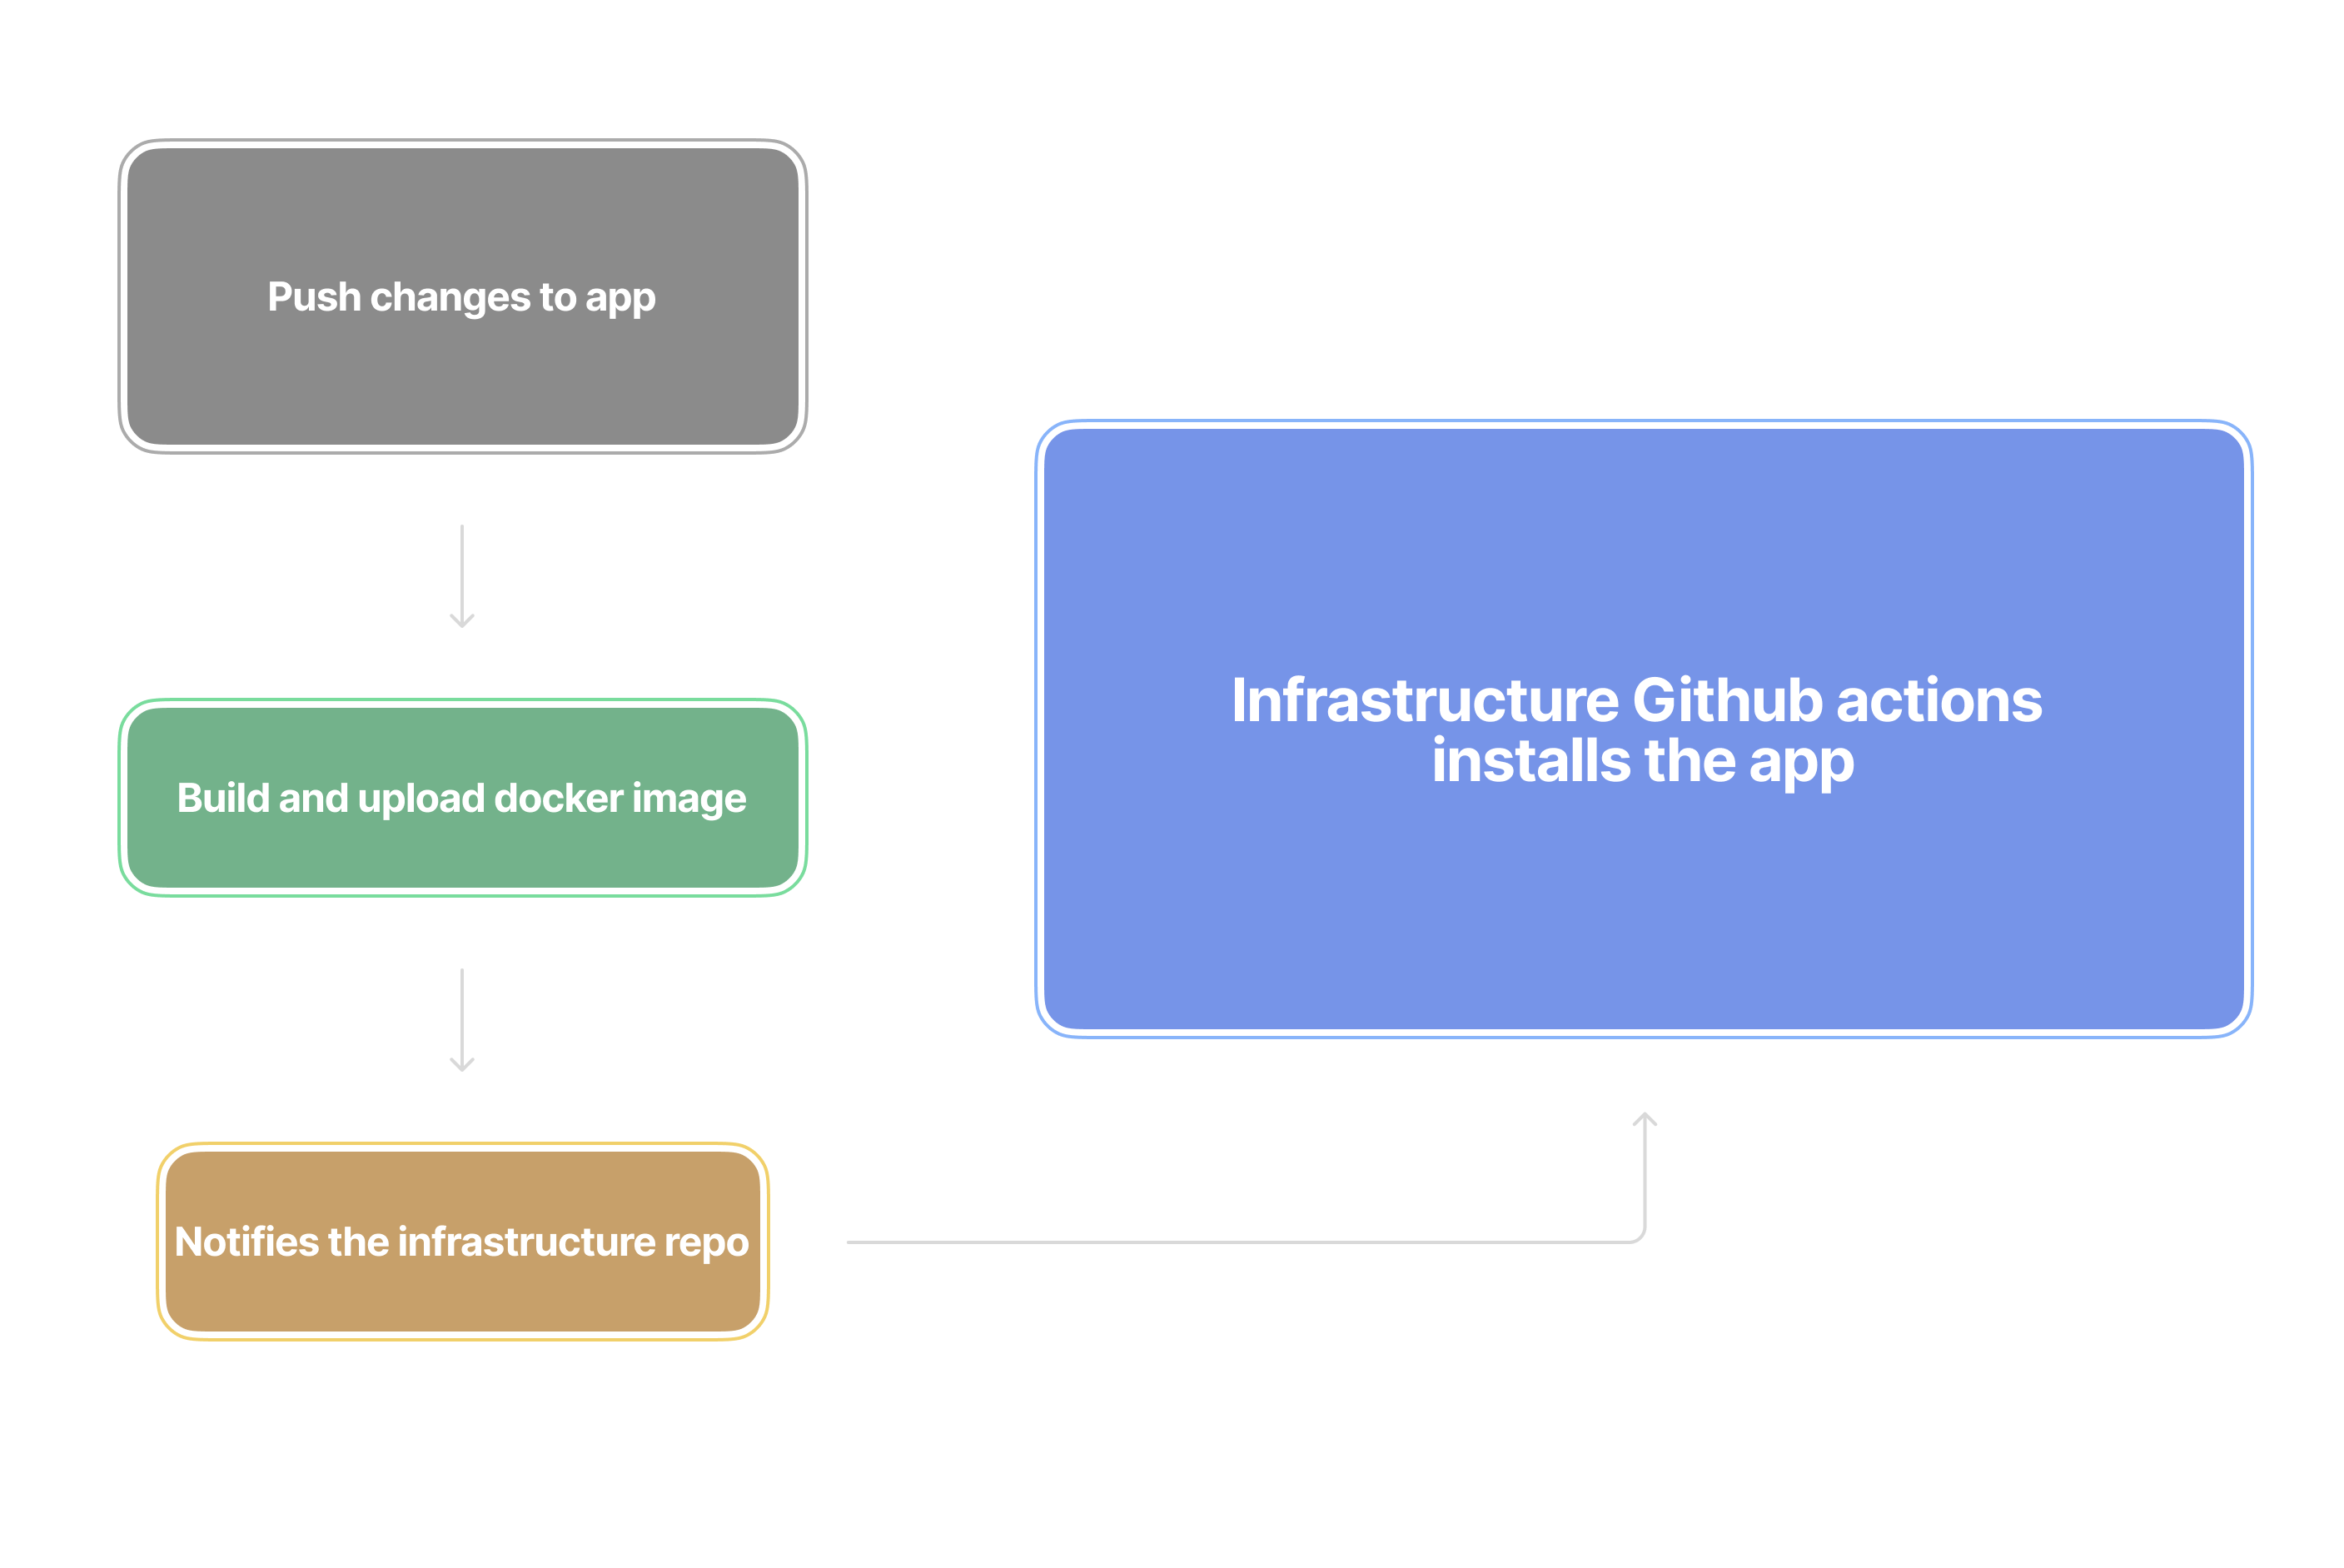 Push changes to app
Build and upload docker image
Notifies the infrastructure repo
Infrastructure Github actions
installs the app